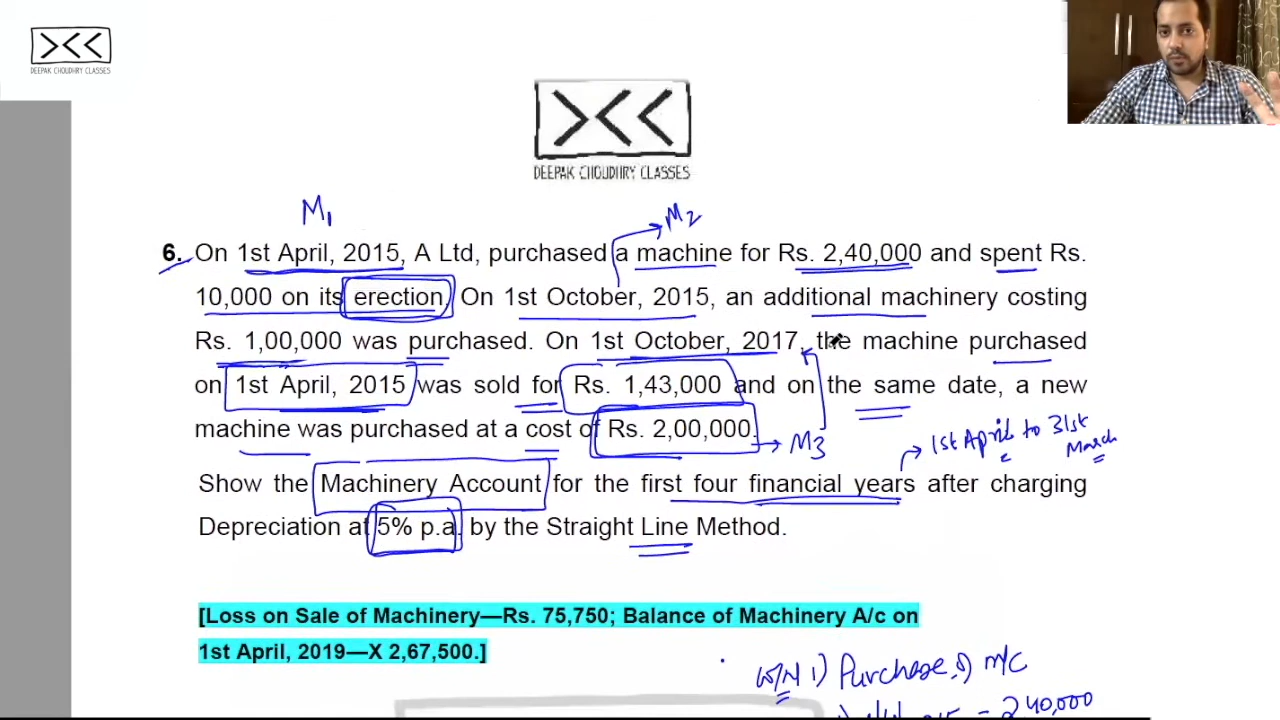 DEEPAK CHOUDHRY CLASSES
DEEPAK CHOUDHRY CLASSES
M1
M2
6. On 1st April, 2015, A Ltd, purchased a machine for Rs. 2,40,000 and spent Rs.
10,000 on its erection. On 1st October, 2015, an additional machinery costing
Rs. 1,00,000 was purchased. On 1st October, 2017, the machine purchased
on 1st April, 2015 was sold for Rs. 1,43,000 and on the same date, a new
machine was purchased at a cost of Rs. 2,00,000.
M3
1st April to 31st
March
Show the Machinery Account for the first four financial years after charging
Depreciation at 5% p.a. by the Straight Line Method.
[Loss on Sale of Machinery—Rs. 75,750; Balance of Machinery A/c on
1st April, 2019—X 2,67,500.]
W/N 1) Purchase of m/c
= 240,000